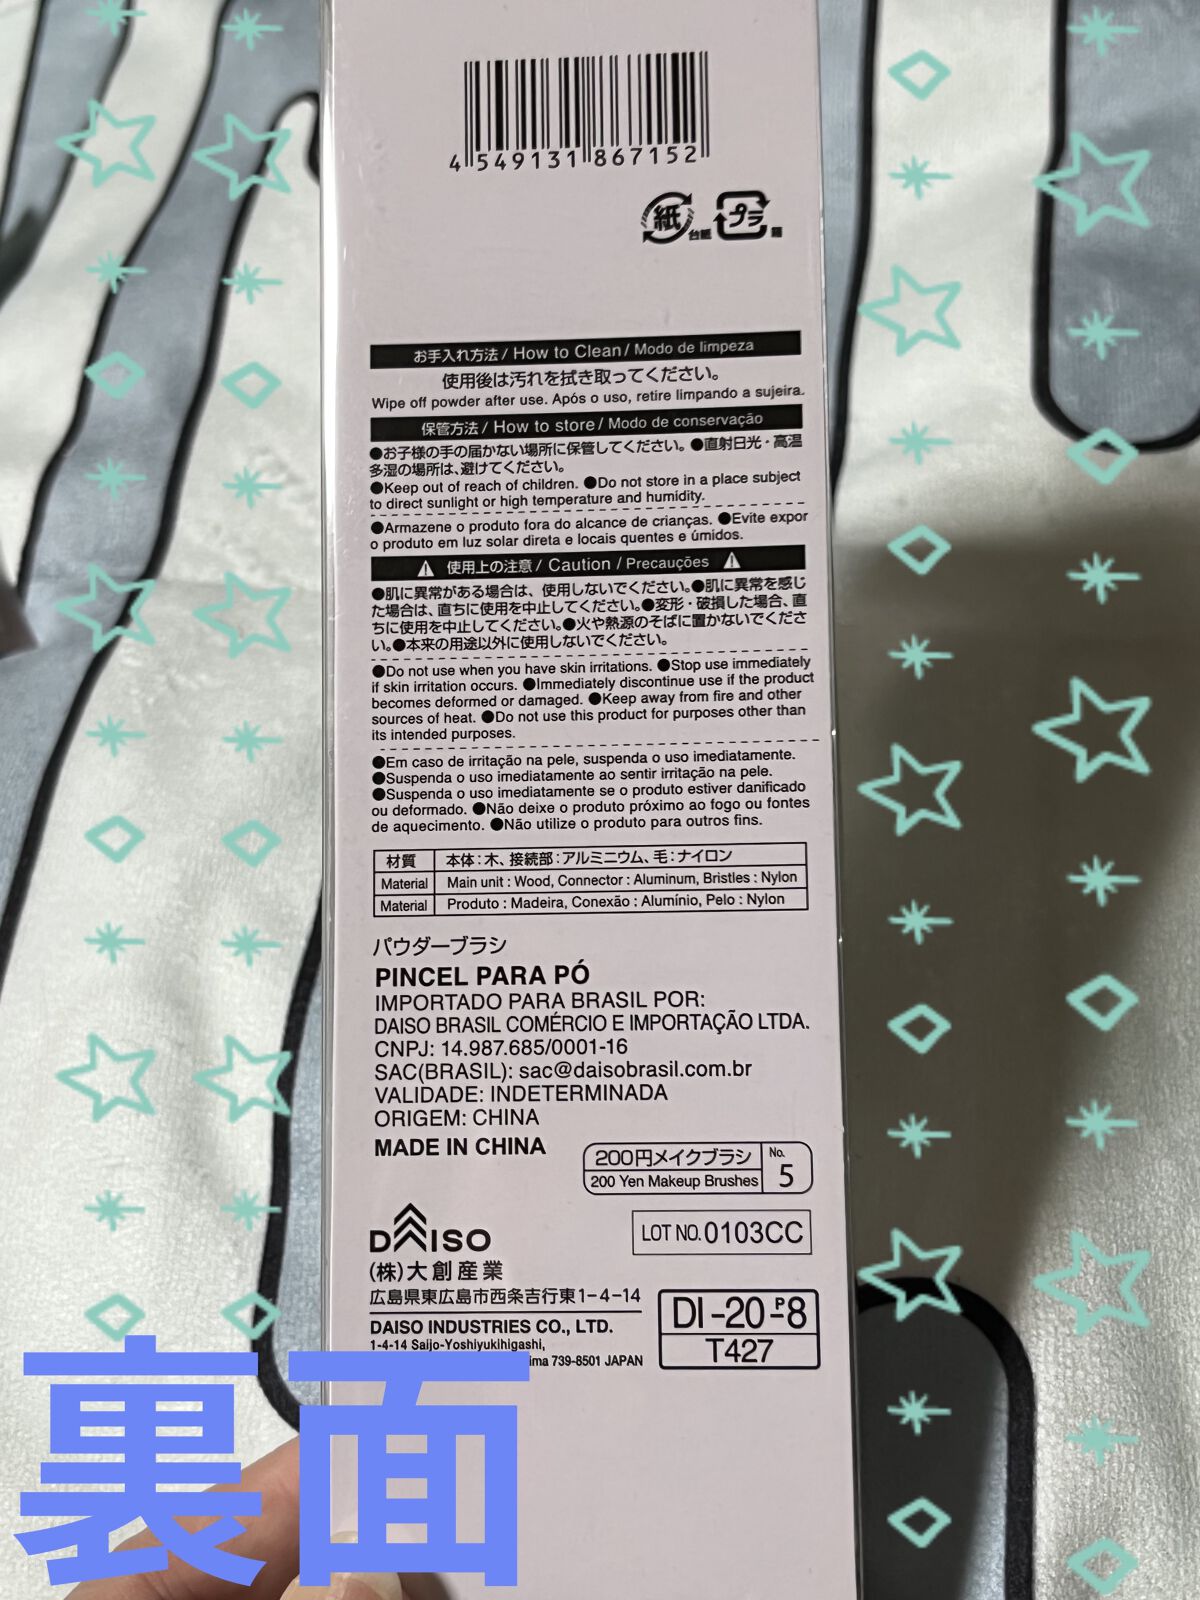 4 549131 867152
紙 台紙 プラ
お手入れ方法 / How to Clean / Modo de limpeza
使用後は汚れを拭き取ってください。
Wipe off powder after use. Após o uso, retire limpando a sujeira.
保管方法 / How to store / Modo de conservação
●お子様の手の届かない場所に保管してください。●直射日光・高温
多湿の場所は、避けてください。
●Keep out of reach of children. ●Do not store in a place subject
to direct sunlight or high temperature and humidity.
●Armazene o produto fora do alcance de crianças. ●Evite expor
o produto em luz solar direta e locais quentes e úmidos.
使用上の注意 / Caution / Precauções
●肌に異常がある場合は、使用しないでください。●肌に異常を感じ
た場合は、直ちに使用を中止してください。●変形・破損した場合、直
ちに使用を中止してください。●火や熱源のそばに置かないでくださ
い。●本来の用途以外に使用しないでください。
●Do not use when you have skin irritations. ●Stop use immediately
if skin irritation occurs. ●Immediately discontinue use if the product
becomes deformed or damaged. ●Keep away from fire and other
sources of heat. ●Do not use this product for purposes other than
its intended purposes.
●Em caso de irritação na pele, suspenda o uso imediatamente.
●Suspenda o uso imediatamente ao sentir irritação na pele.
●Suspenda o uso imediatamente se o produto estiver danificado
ou deformado. ●Não deixe o produto próximo ao fogo ou fontes
de aquecimento. ●Não utilize o produto para outros fins.
材質 本体：木、接続部：アルミニウム、毛：ナイロン
Material Main unit : Wood, Connector : Aluminum, Bristles : Nylon
Material Produto : Madeira, Conexão : Alumínio, Pelo : Nylon
パウダーブラシ
PINCEL PARA PÓ
IMPORTADO PARA BRASIL POR:
DAISO BRASIL COMÉRCIO E IMPORTAÇÃO LTDA.
CNPJ: 14.987.685/0001-16
SAC(BRASIL): sac@daisobrasil.com.br
VALIDADE: INDETERMINADA
ORIGEM: CHINA
MADE IN CHINA
200円メイクブラシ No.
200 Yen Makeup Brushes 5
DAISO
LOT NO. 0103CC
(株)大創産業
広島県東広島市西条吉行東1-4-14
DAISO INDUSTRIES CO., LTD.
1-4-14 Saijo-Yoshiyukihigashi,
ima 739-8501 JAPAN
DI-20-P8
T427
裏面